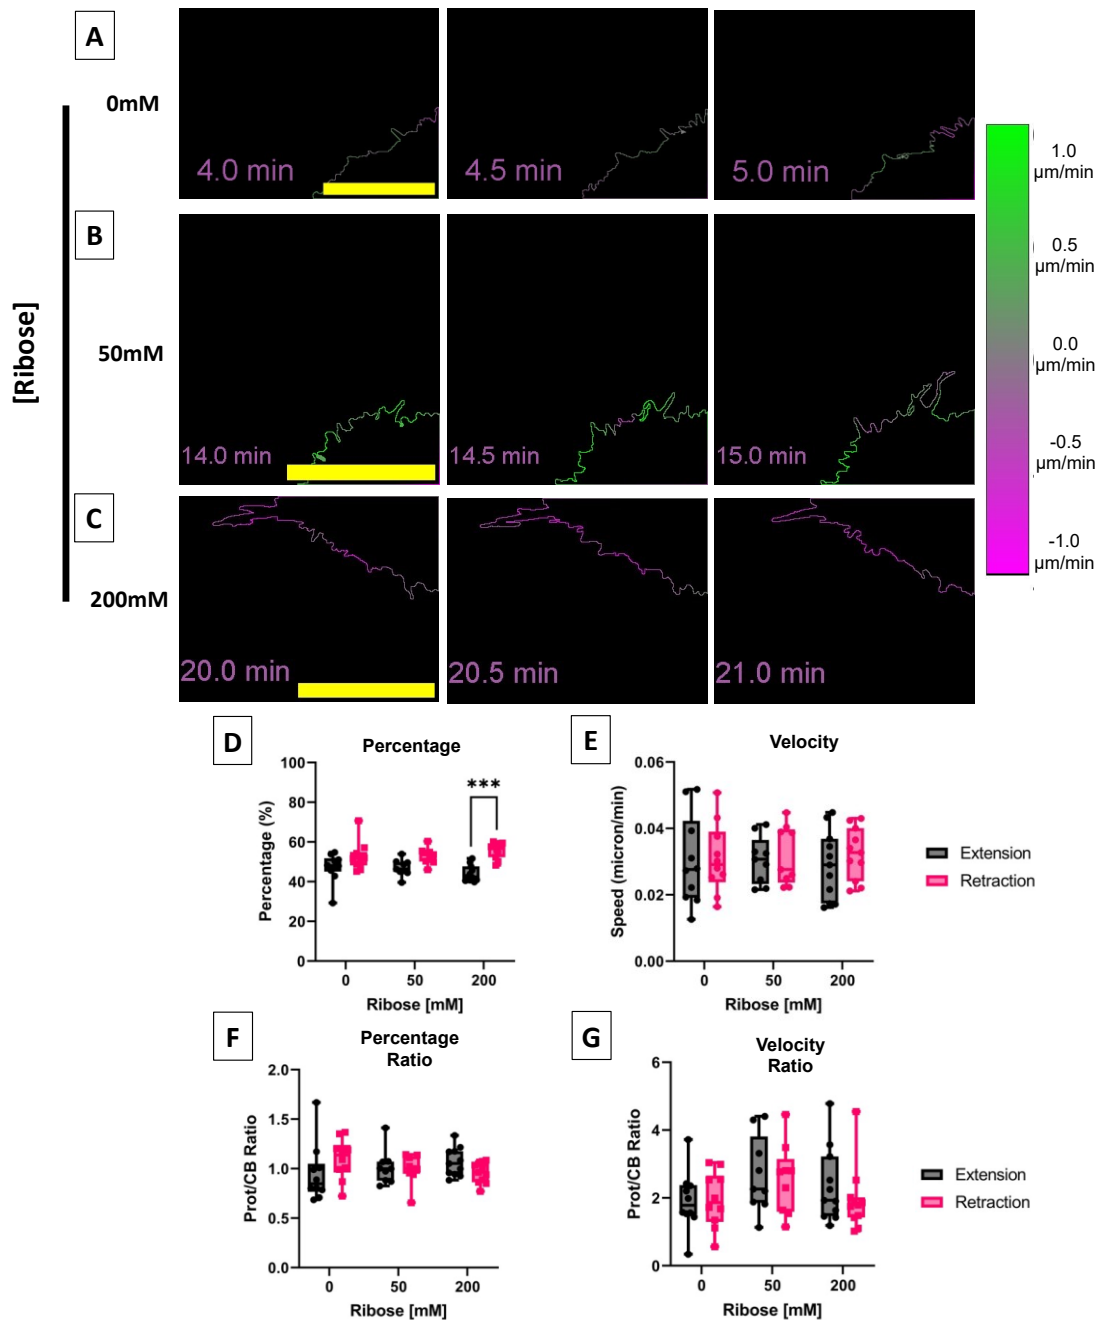 A
0mM
4.0 min
4.5 min
5.0 min
B
[Ribose]
50mM
14.0 min
14.5 min
15.0 min
C
200mM
20.0 min
20.5 min
21.0 min
1.0
µm/min
0.5
µm/min
0.0
µm/min
-0.5
µm/min
-1.0
µm/min
D
Percentage
100
80
60
40
20
0
Percentage (%)
***
0 50 200
Ribose [mM]
E
Velocity
0.06
0.04
0.02
0.00
Speed (micron/min)
0 50 200
Ribose [mM]
Extension
Retraction
F
Percentage
Ratio
2.0
1.5
1.0
0.5
0.0
Prot/CB Ratio
0 50 200
Ribose [mM]
G
Velocity
Ratio
6
4
2
0
Prot/CB Ratio
0 50 200
Ribose [mM]
Extension
Retraction